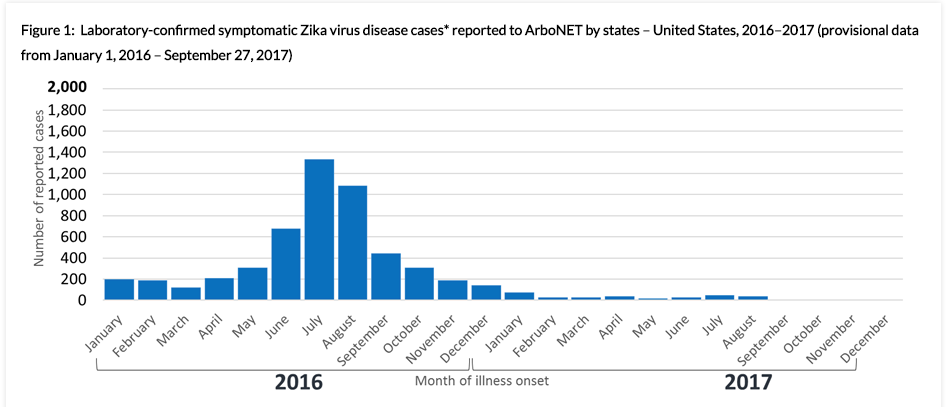 Figure 1: Laboratory-confirmed symptomatic Zika virus disease cases* reported to ArboNET by states – United States, 2016–2017 (provisional data
from January 1, 2016 – September 27, 2017)
Number of reported cases
2,000
1,800
1,600
1,400
1,200
1,000
800
600
400
200
0
January
February
March
April
May
June
July
August
September
October
November
December
January
February
March
April
May
June
July
August
September
October
November
December
2016
Month of illness onset
2017